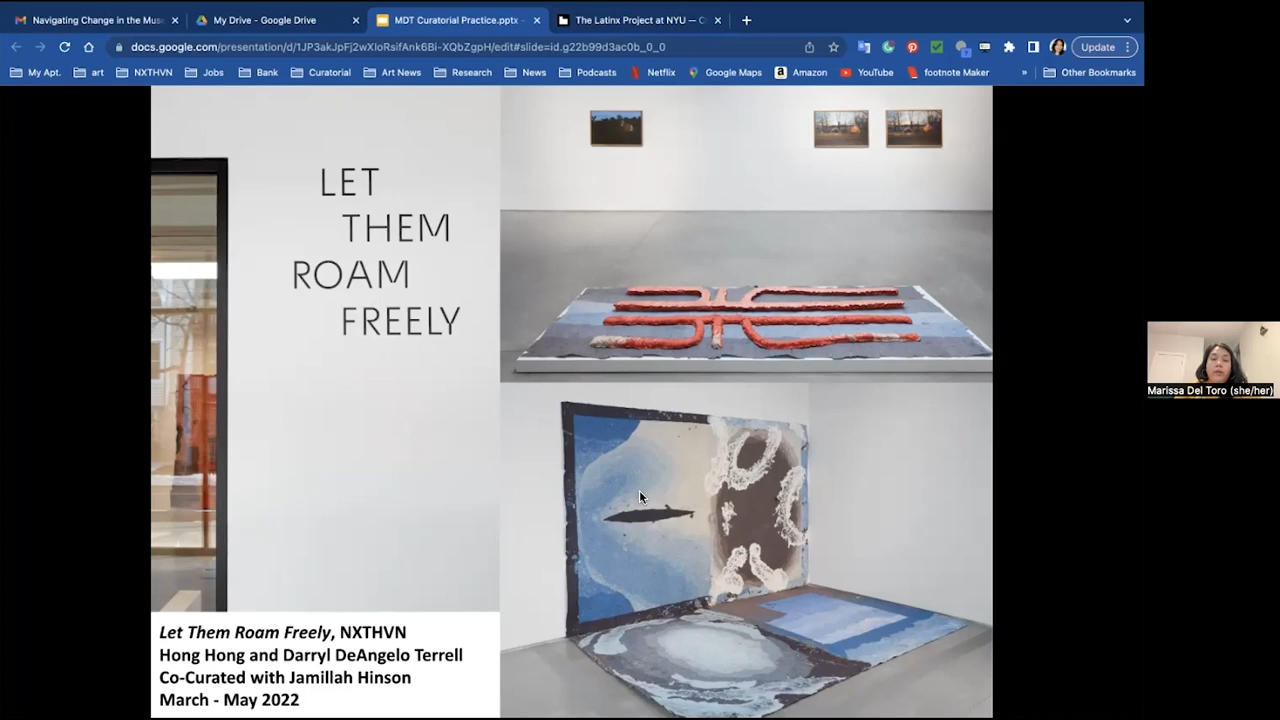 Navigating Change in the Mus
My Drive - Google Drive
MDT Curatorial Practice.pptx -
The Latinx Project at NYU — C
docs.google.com/presentation/d/1JP3akJpFj2wXIoRsifAnk6Bi-XQbZgpH/edit#slide=id.g22b99d3ac0b_0_0
Update
My Apt.
art
NXTHVN
Jobs
Bank
Curatorial
Art News
Research
News
Podcasts
Netflix
Google Maps
Amazon
YouTube
footnote Maker
»
Other Bookmarks
LET
THEM
ROAM
FREELY
Let Them Roam Freely, NXTHVN
Hong Hong and Darryl DeAngelo Terrell
Co-Curated with Jamillah Hinson
March - May 2022
Marissa Del Toro (she/her)